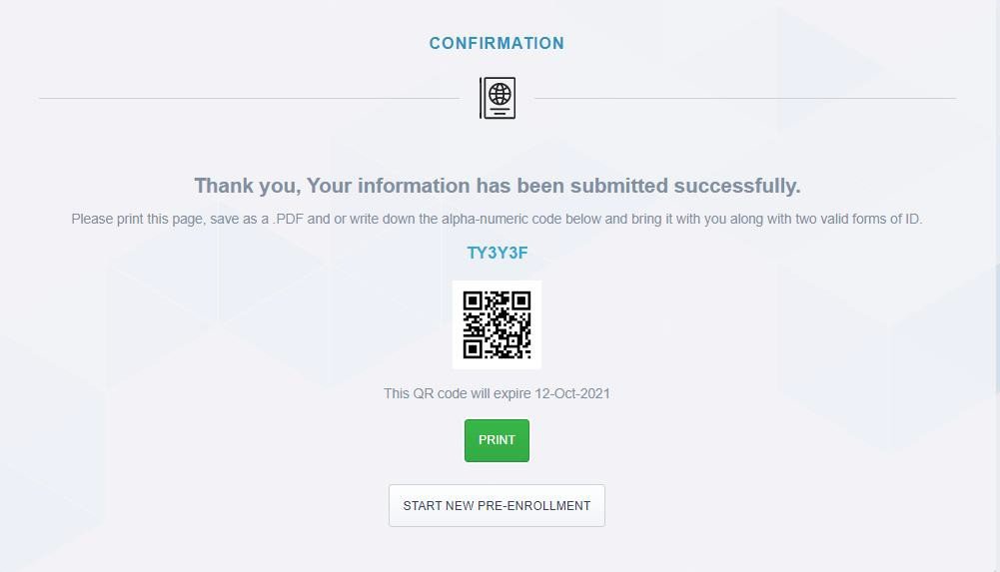 CONFIRMATION
Thank you, Your information has been submitted successfully.
Please print this page, save as a .PDF and or write down the alpha-numeric code below and bring it with you along with two valid forms of ID.
TY3Y3F
This QR code will expire 12-Oct-2021
PRINT
START NEW PRE-ENROLLMENT